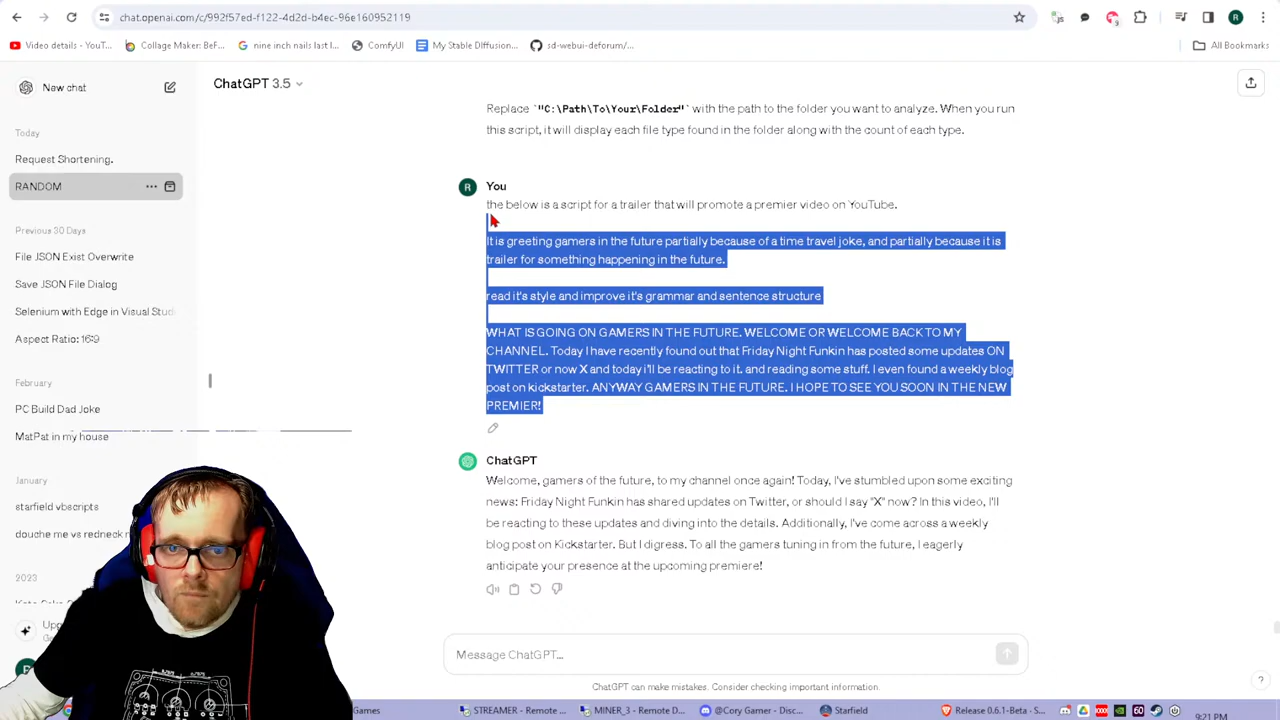 chat.openai.com/c/992f57ed-f122-4d2d-b4ec-96e160952119
Video details - YouT...
Collage Maker: BeF...
nine inch nails last l...
ComfyUI
My Stable DIffusion...
sd-webui-deforum/...
All Bookmarks
New chat
ChatGPT 3.5
Today
Request Shortening.
RANDOM
Previous 30 Days
File JSON Exist Overwrite
Save JSON File Dialog
Selenium with Edge in Visual Stud
Aspect Ratio: 16:9
February
PC Build Dad Joke
MatPat in my house
January
starfield vbscripts
douche me vs redneck
2023
Replace `"C:\Path\To\Your\Folder"` with the path to the folder you want to analyze. When you run
this script, it will display each file type found in the folder along with the count of each type.
R
You
the below is a script for a trailer that will promote a premier video on YouTube.
It is greeting gamers in the future partially because of a time travel joke, and partially because it is
trailer for something happening in the future.
read it's style and improve it's grammar and sentence structure
WHAT IS GOING ON GAMERS IN THE FUTURE. WELCOME OR WELCOME BACK TO MY
CHANNEL. Today I have recently found out that Friday Night Funkin has posted some updates ON
TWITTER or now X and today i'll be reacting to it. and reading some stuff. I even found a weekly blog
post on kickstarter. ANYWAY GAMERS IN THE FUTURE. I HOPE TO SEE YOU SOON IN THE NEW
PREMIER!
ChatGPT
Welcome, gamers of the future, to my channel once again! Today, I've stumbled upon some exciting
news: Friday Night Funkin has shared updates on Twitter, or should I say "X" now? In this video, I'll
be reacting to these updates and diving into the details. Additionally, I've come across a weekly
blog post on Kickstarter. But I digress. To all the gamers tuning in from the future, I eagerly
anticipate your presence at the upcoming premiere!
Message ChatGPT...
ChatGPT can make mistakes. Consider checking important information.
?
Games
STREAMER - Remote ...
MINER_3 - Remote D...
@Cory Gamer - Disc...
Starfield
Release 0.6.1-Beta · S...
9:21 PM